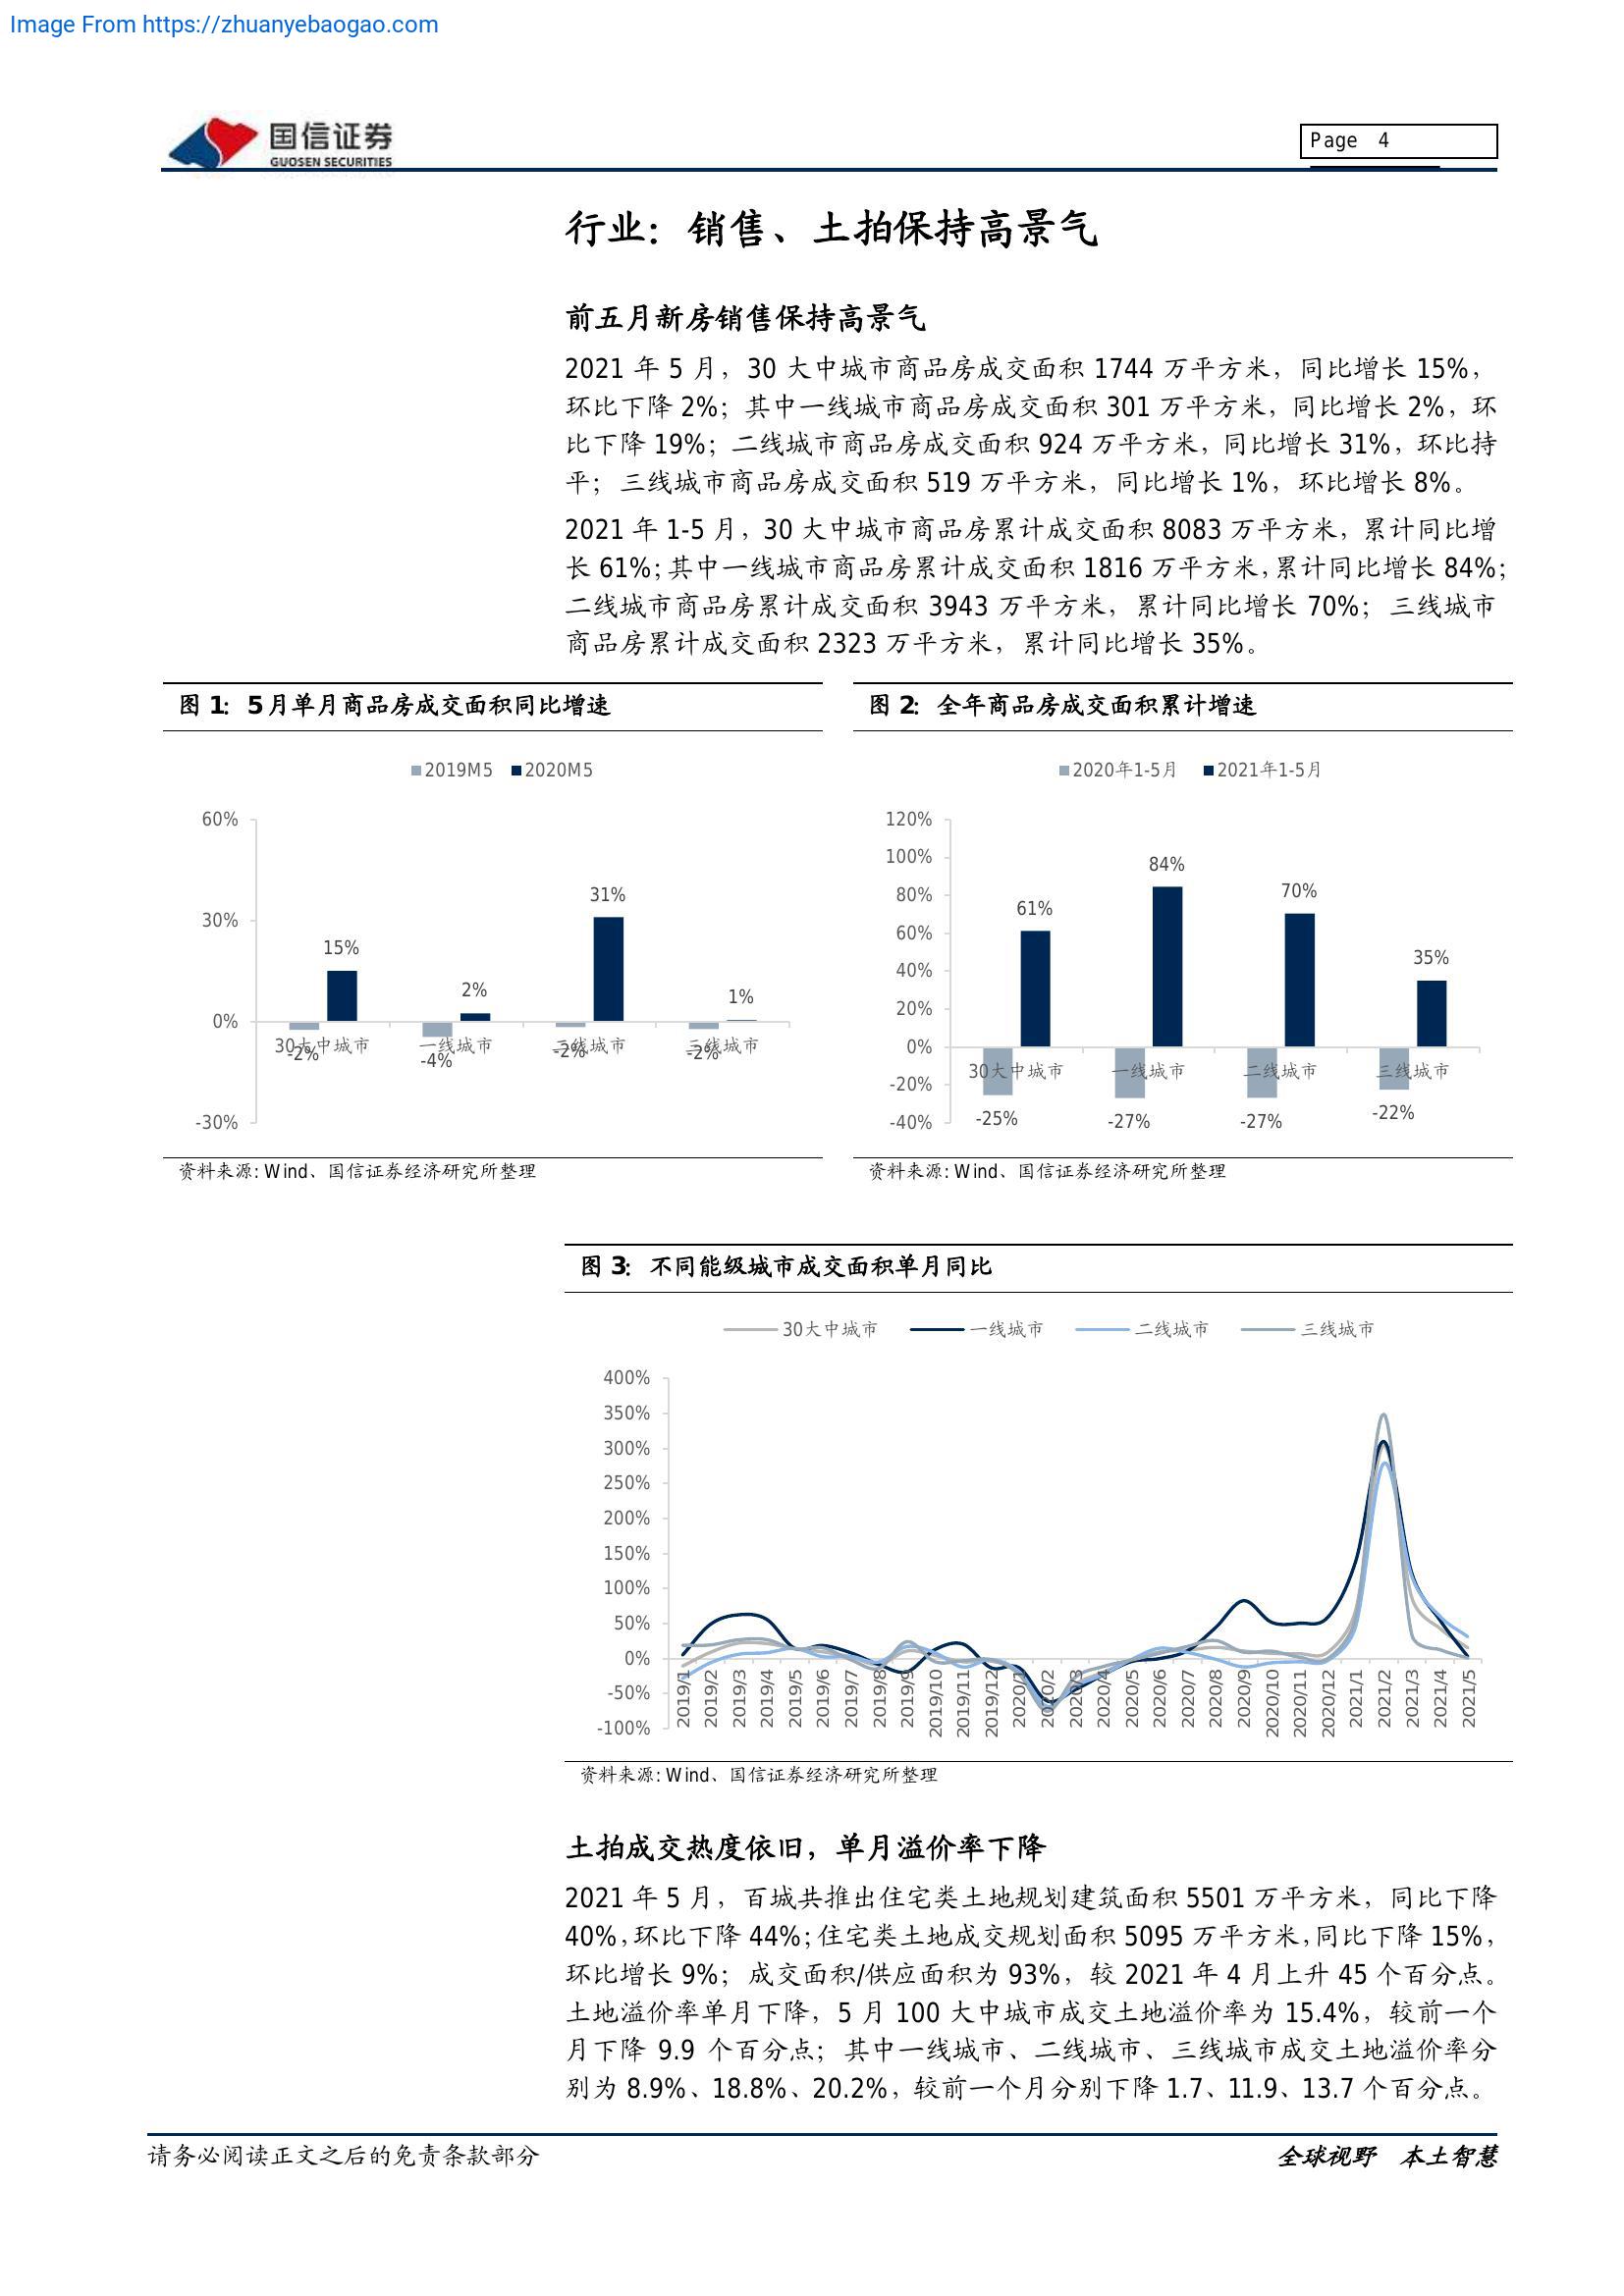 Image From https://zhuanyebaogao.com
国信证券
GUOSEN SECURITIES
Page 4
行业：销售、土拍保持高景气
前五月新房销售保持高景气
2021 年 5 月，30 大中城市商品房成交面积 1744 万平方米，同比增长 15%，
环比下降 2%；其中一线城市商品房成交面积 301 万平方米，同比增长 2%，环
比下降 19%；二线城市商品房成交面积 924 万平方米，同比增长 31%，环比持
平；三线城市商品房成交面积 519 万平方米，同比增长 1%，环比增长 8%。
2021 年 1-5 月，30 大中城市商品房累计成交面积 8083 万平方米，累计同比增
长 61%；其中一线城市商品房累计成交面积 1816 万平方米，累计同比增长 84%；
二线城市商品房累计成交面积 3943 万平方米，累计同比增长 70%；三线城市
商品房累计成交面积 2323 万平方米，累计同比增长 35%。
图 1：5 月单月商品房成交面积同比增速
2019M5 2020M5
60%
30%
0%
-30%
15%
2%
31%
1%
30大中城市 一线城市 二线城市 三线城市
-2% -4% -2% -2%
资料来源: Wind、国信证券经济研究所整理
图 2：全年商品房成交面积累计增速
2020年1-5月 2021年1-5月
120%
100%
80%
60%
40%
20%
0%
-20%
-40%
61%
84%
70%
35%
30大中城市 一线城市 二线城市 三线城市
-25% -27% -27% -22%
资料来源: Wind、国信证券经济研究所整理
图 3：不同能级城市成交面积单月同比
30大中城市 一线城市 二线城市 三线城市
400%
350%
300%
250%
200%
150%
100%
50%
0%
-50%
-100%
2019/1 2019/2 2019/3 2019/4 2019/5 2019/6 2019/7 2019/8 2019/9 2019/10 2019/11 2019/12 2020/1 2020/2 2020/3 2020/4 2020/5 2020/6 2020/7 2020/8 2020/9 2020/10 2020/11 2020/12 2021/1 2021/2 2021/3 2021/4 2021/5
资料来源: Wind、国信证券经济研究所整理
土拍成交热度依旧，单月溢价率下降
2021 年 5 月，百城共推出住宅类土地规划建筑面积 5501 万平方米，同比下降
40%，环比下降 44%；住宅类土地成交规划面积 5095 万平方米，同比下降 15%，
环比增长 9%；成交面积/供应面积为 93%，较 2021 年 4 月上升 45 个百分点。
土地溢价率单月下降，5 月 100 大中城市成交土地溢价率为 15.4%，较前一个
月下降 9.9 个百分点；其中一线城市、二线城市、三线城市成交土地溢价率分
别为 8.9%、18.8%、20.2%，较前一个月分别下降 1.7、11.9、13.7 个百分点。
请务必阅读正文之后的免责条款部分
全球视野 本土智慧